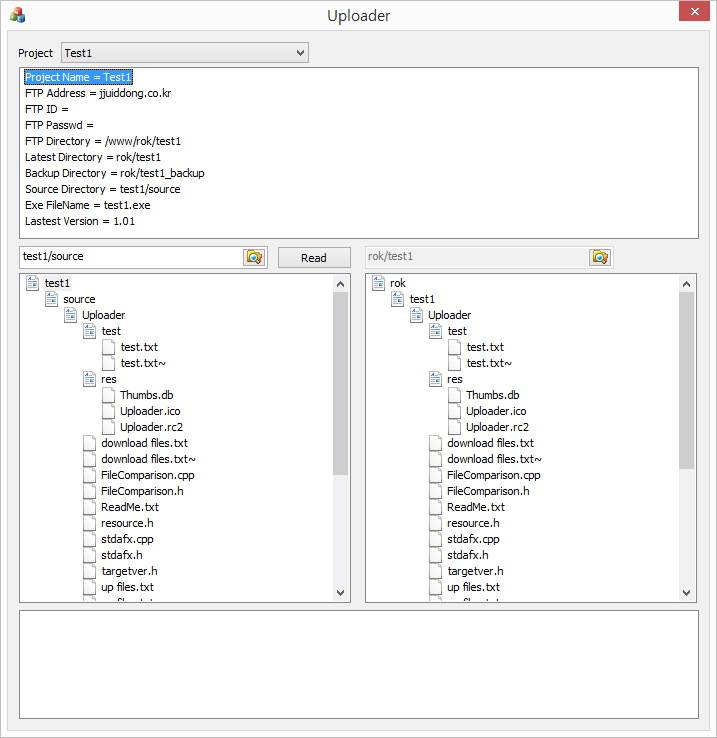 Uploader
Project Test1
Project Name = Test1
FTP Address = jjuiddong.co.kr
FTP ID =
FTP Passwd =
FTP Directory = /www/rok/test1
Latest Directory = rok/test1
Backup Directory = rok/test1_backup
Source Directory = test1/source
Exe FileName = test1.exe
Lastest Version = 1.01
test1/source
Read
rok/test1
test1
source
Uploader
test
test.txt
test.txt~
res
Thumbs.db
Uploader.ico
Uploader.rc2
download files.txt
download files.txt~
FileComparison.cpp
FileComparison.h
ReadMe.txt
resource.h
stdafx.cpp
stdafx.h
targetver.h
up files.txt
rok
test1
Uploader
test
test.txt
test.txt~
res
Thumbs.db
Uploader.ico
Uploader.rc2
download files.txt
download files.txt~
FileComparison.cpp
FileComparison.h
ReadMe.txt
resource.h
stdafx.cpp
stdafx.h
targetver.h
up files.txt